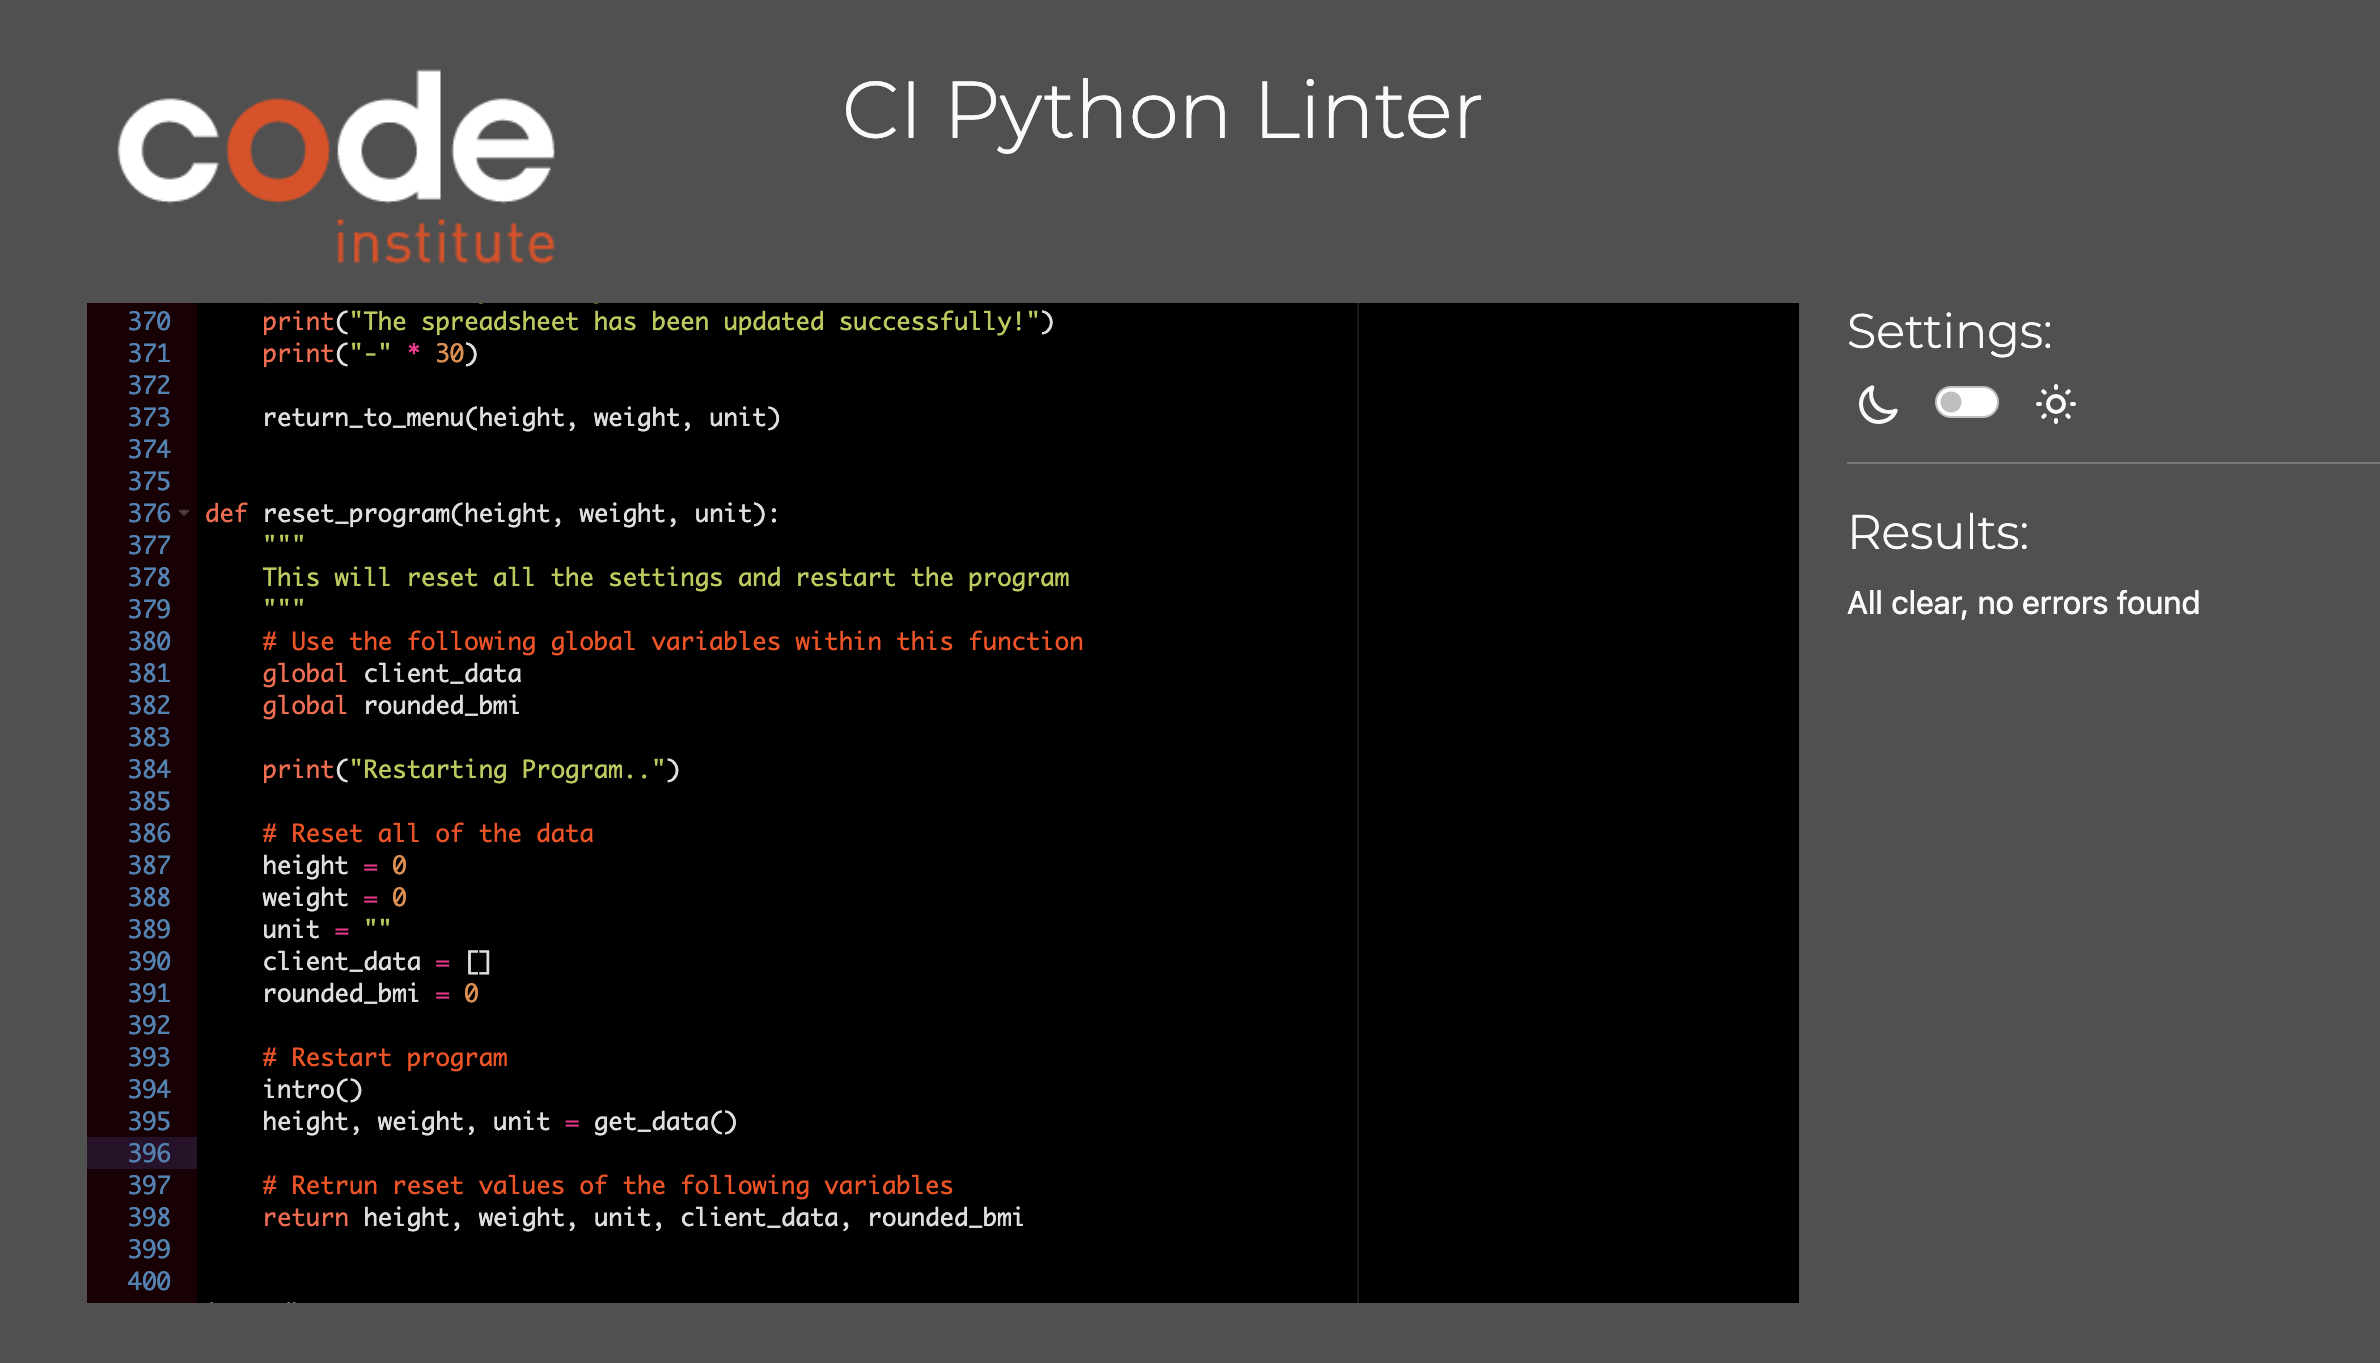 code
institute
CI Python Linter
370     print("The spreadsheet has been updated successfully!")
371     print("-" * 30)
372
373     return_to_menu(height, weight, unit)
374
375
376 def reset_program(height, weight, unit):
377     """
378     This will reset all the settings and restart the program
379     """
380     # Use the following global variables within this function
381     global client_data
382     global rounded_bmi
383
384     print("Restarting Program..")
385
386     # Reset all of the data
387     height = 0
388     weight = 0
389     unit = ""
390     client_data = []
391     rounded_bmi = 0
392
393     # Restart program
394     intro()
395     height, weight, unit = get_data()
396
397     # Retrun reset values of the following variables
398     return height, weight, unit, client_data, rounded_bmi
399
400
Settings:
Results:
All clear, no errors found